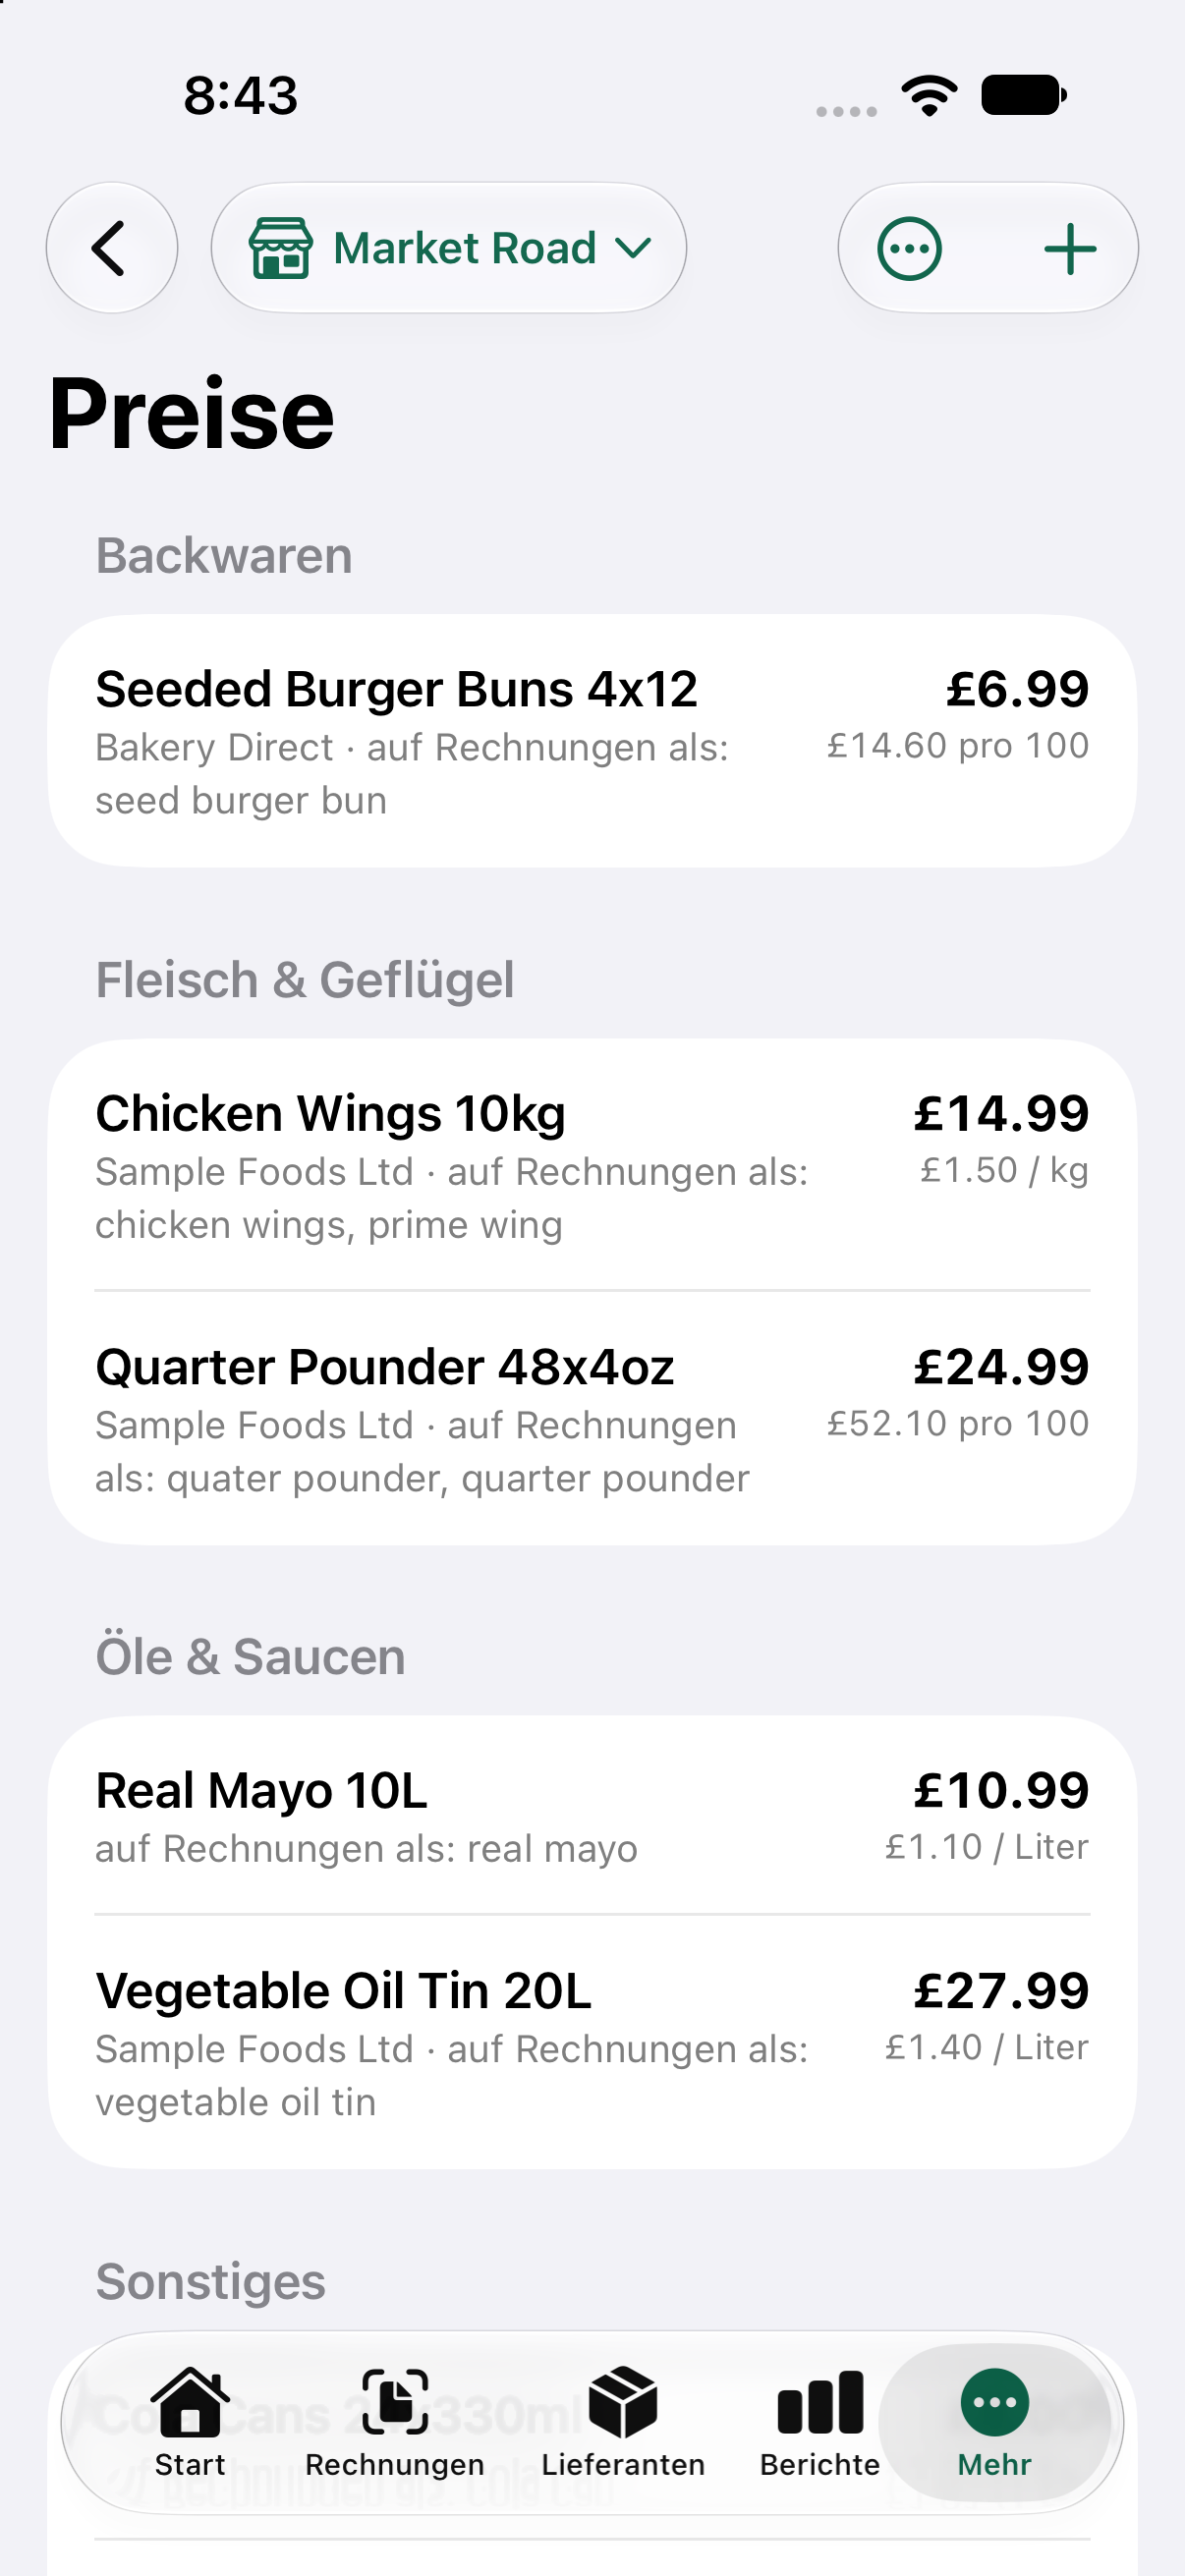 8:43
Market Road
Preise
Backwaren
Seeded Burger Buns 4x12
£6.99
Bakery Direct · auf Rechnungen als:
£14.60 pro 100
seed burger bun
Fleisch & Geflügel
Chicken Wings 10kg
£14.99
Sample Foods Ltd · auf Rechnungen als:
£1.50 / kg
chicken wings, prime wing
Quarter Pounder 48x4oz
£24.99
Sample Foods Ltd · auf Rechnungen
£52.10 pro 100
als: quater pounder, quarter pounder
Öle & Saucen
Real Mayo 10L
£10.99
auf Rechnungen als: real mayo
£1.10 / Liter
Vegetable Oil Tin 20L
£27.99
Sample Foods Ltd · auf Rechnungen als:
£1.40 / Liter
vegetable oil tin
Sonstiges
Start
Rechnungen
Lieferanten
Berichte
Mehr